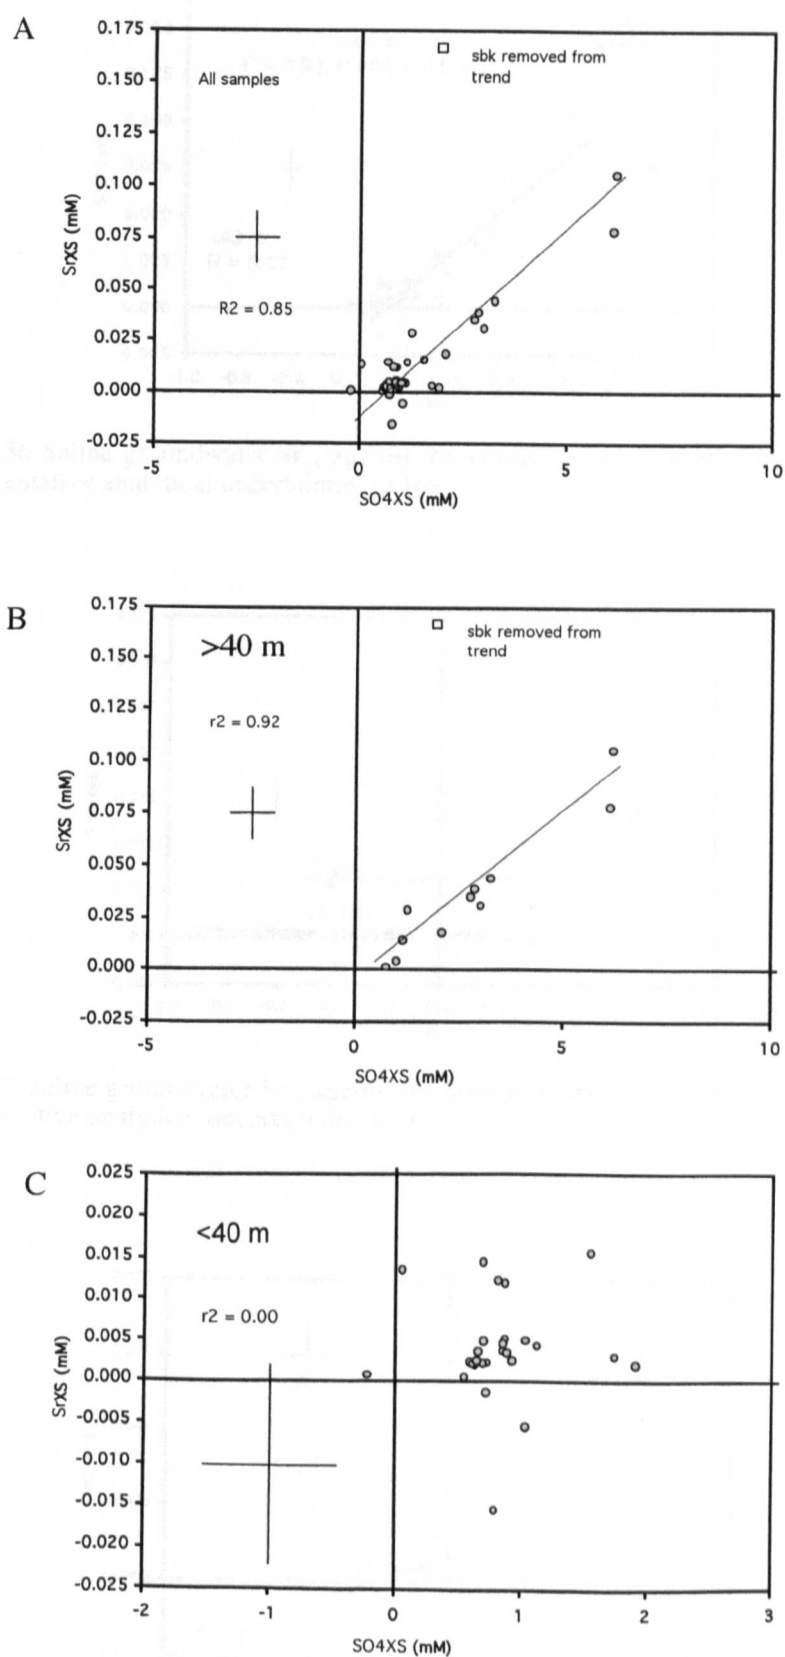 A
0.175
0.150
0.125
0.100
0.075
0.050
0.025
0.000
-0.025
SrXS (mM)
All samples
R2 = 0.85
sbk removed from
trend
-5
0
5
10
SO4XS (mM)
B
0.175
0.150
0.125
0.100
0.075
0.050
0.025
0.000
-0.025
SrXS (mM)
>40 m
r2 = 0.92
sbk removed from
trend
-5
0
5
10
SO4XS (mM)
C
0.025
0.020
0.015
0.010
0.005
0.000
-0.005
-0.010
-0.015
-0.020
-0.025
SrXS (mM)
<40 m
r2 = 0.00
-2
-1
0
1
2
3
SO4XS (mM)